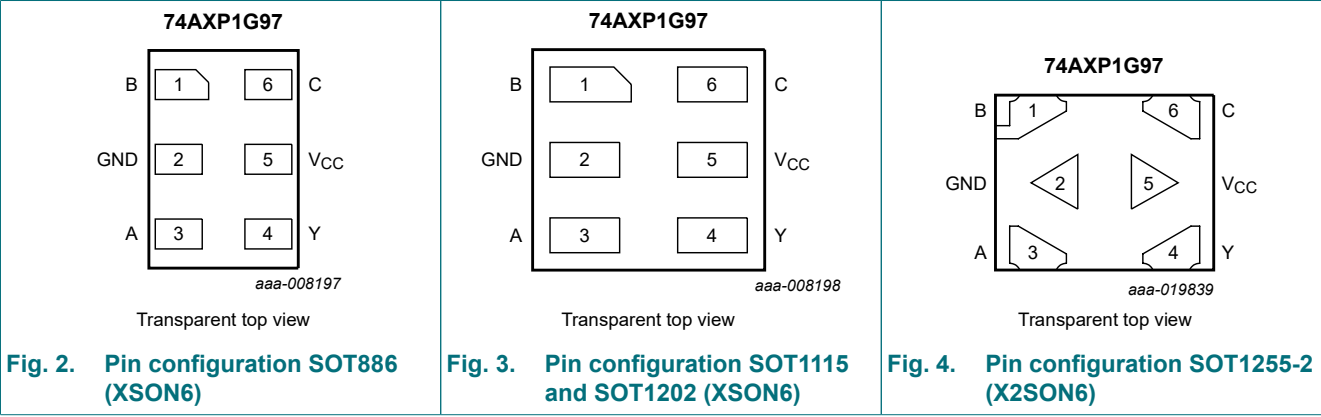 74AXP1G97
B 1 6 C
GND 2 5 VCC
A 3 4 Y
aaa-008197
Transparent top view
Fig. 2. Pin configuration SOT886
(XSON6)
74AXP1G97
B 1 6 C
GND 2 5 VCC
A 3 4 Y
aaa-008198
Transparent top view
Fig. 3. Pin configuration SOT1115
and SOT1202 (XSON6)
74AXP1G97
B 1 6 C
GND 2 5 VCC
A 3 4 Y
aaa-019839
Transparent top view
Fig. 4. Pin configuration SOT1255-2
(X2SON6)